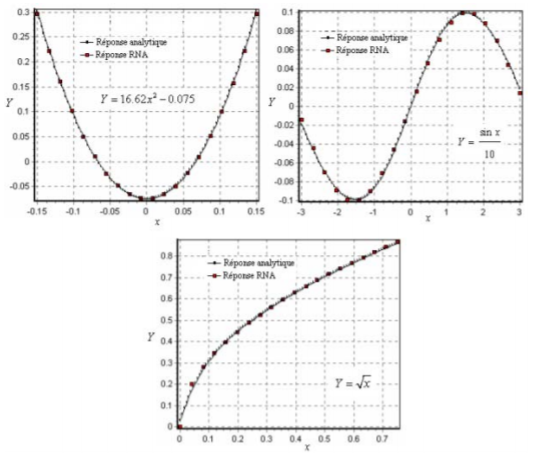 0.3
0.25
0.2
0.15
0.1
0.05
0
-0.05
Y
Réponse analytique
Réponse RNA
Y = 16.62x² − 0.075
-0.15 -0.1 -0.05 0 0.05 0.1 0.15
x
0.1
0.08
0.06
0.04
0.02
0
-0.02
-0.04
-0.06
-0.08
-0.1
Y
Réponse analytique
Réponse RNA
Y = sin x / 10
-3 -2 -1 0 1 2 3
x
0.8
0.7
0.6
0.5
0.4
0.3
0.2
0.1
0
Y
Réponse analytique
Réponse RNA
Y = √x
0 0.1 0.2 0.3 0.4 0.5 0.6 0.7
x